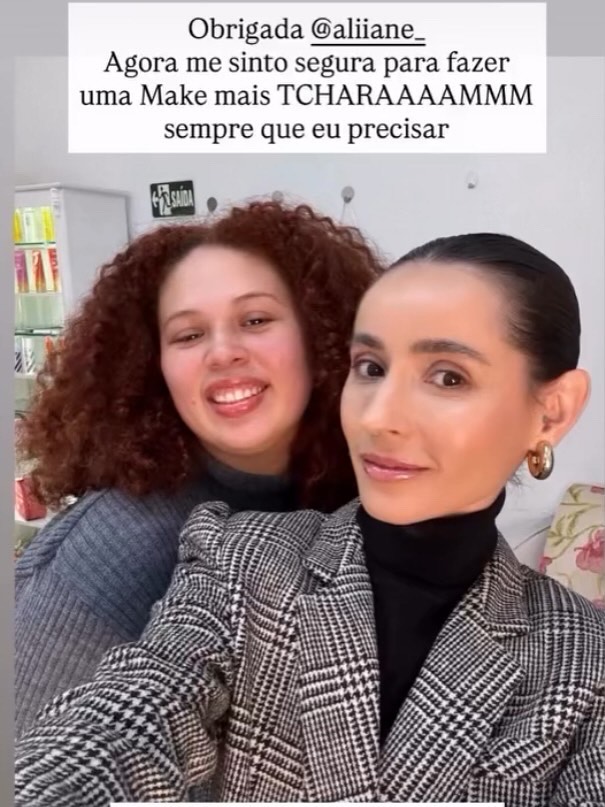 Obrigada @aliiane_
Agora me sinto segura para fazer
uma Make mais TCHARAAAAMMM
sempre que eu precisar
SAÍDA